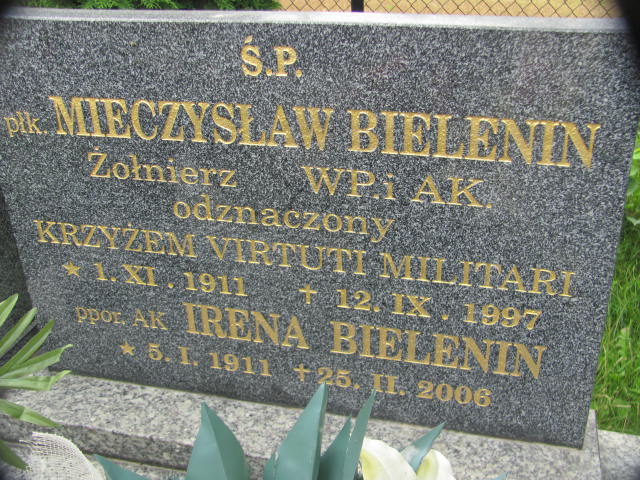 Ś.P.
płk. MIECZYSŁAW BIELENIN
Żołnierz WP. i AK.
odznaczony
KRZYŻEM VIRTUTI MILITARI
* 1. XI . 1911 + 12. IX . 1997
ppor. AK IRENA BIELENIN
* 5. I. 1911 + 25. II. 2006